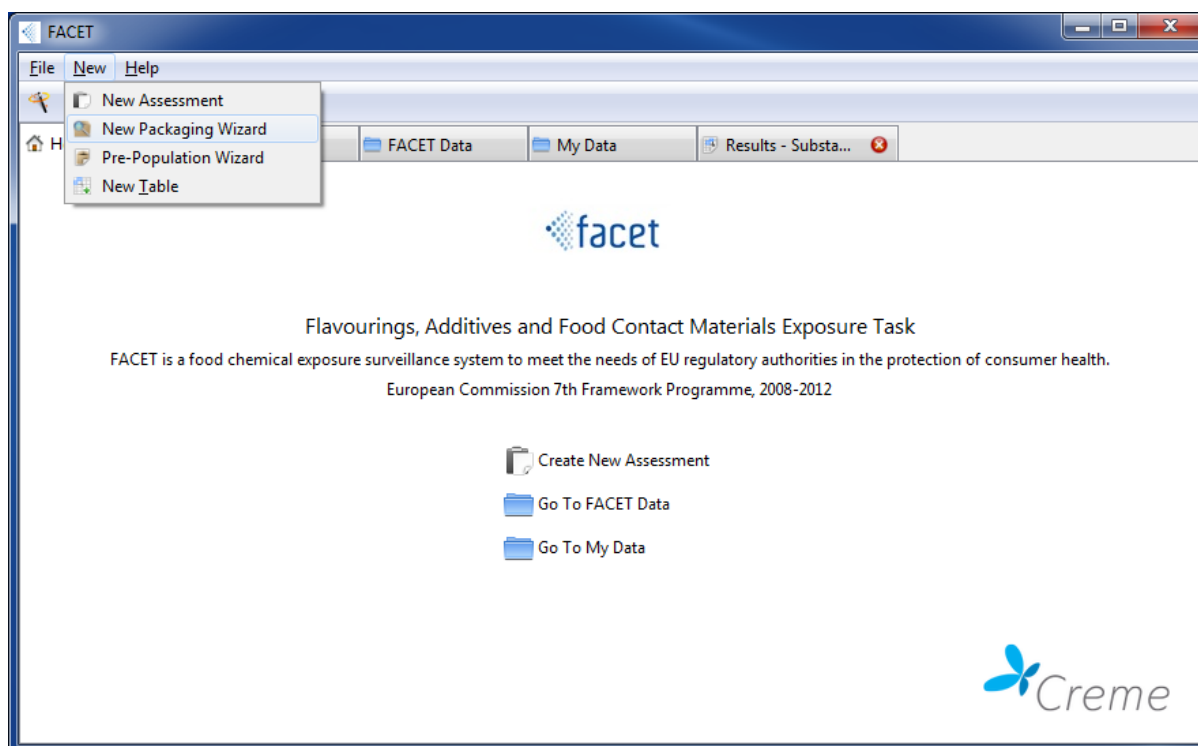 FACET
File New Help
New Assessment
New Packaging Wizard
Pre-Population Wizard
New Table
H
FACET Data
My Data
Results - Substa...
facet
Flavourings, Additives and Food Contact Materials Exposure Task
FACET is a food chemical exposure surveillance system to meet the needs of EU regulatory authorities in the protection of consumer health.
European Commission 7th Framework Programme, 2008-2012
Create New Assessment
Go To FACET Data
Go To My Data
Creme